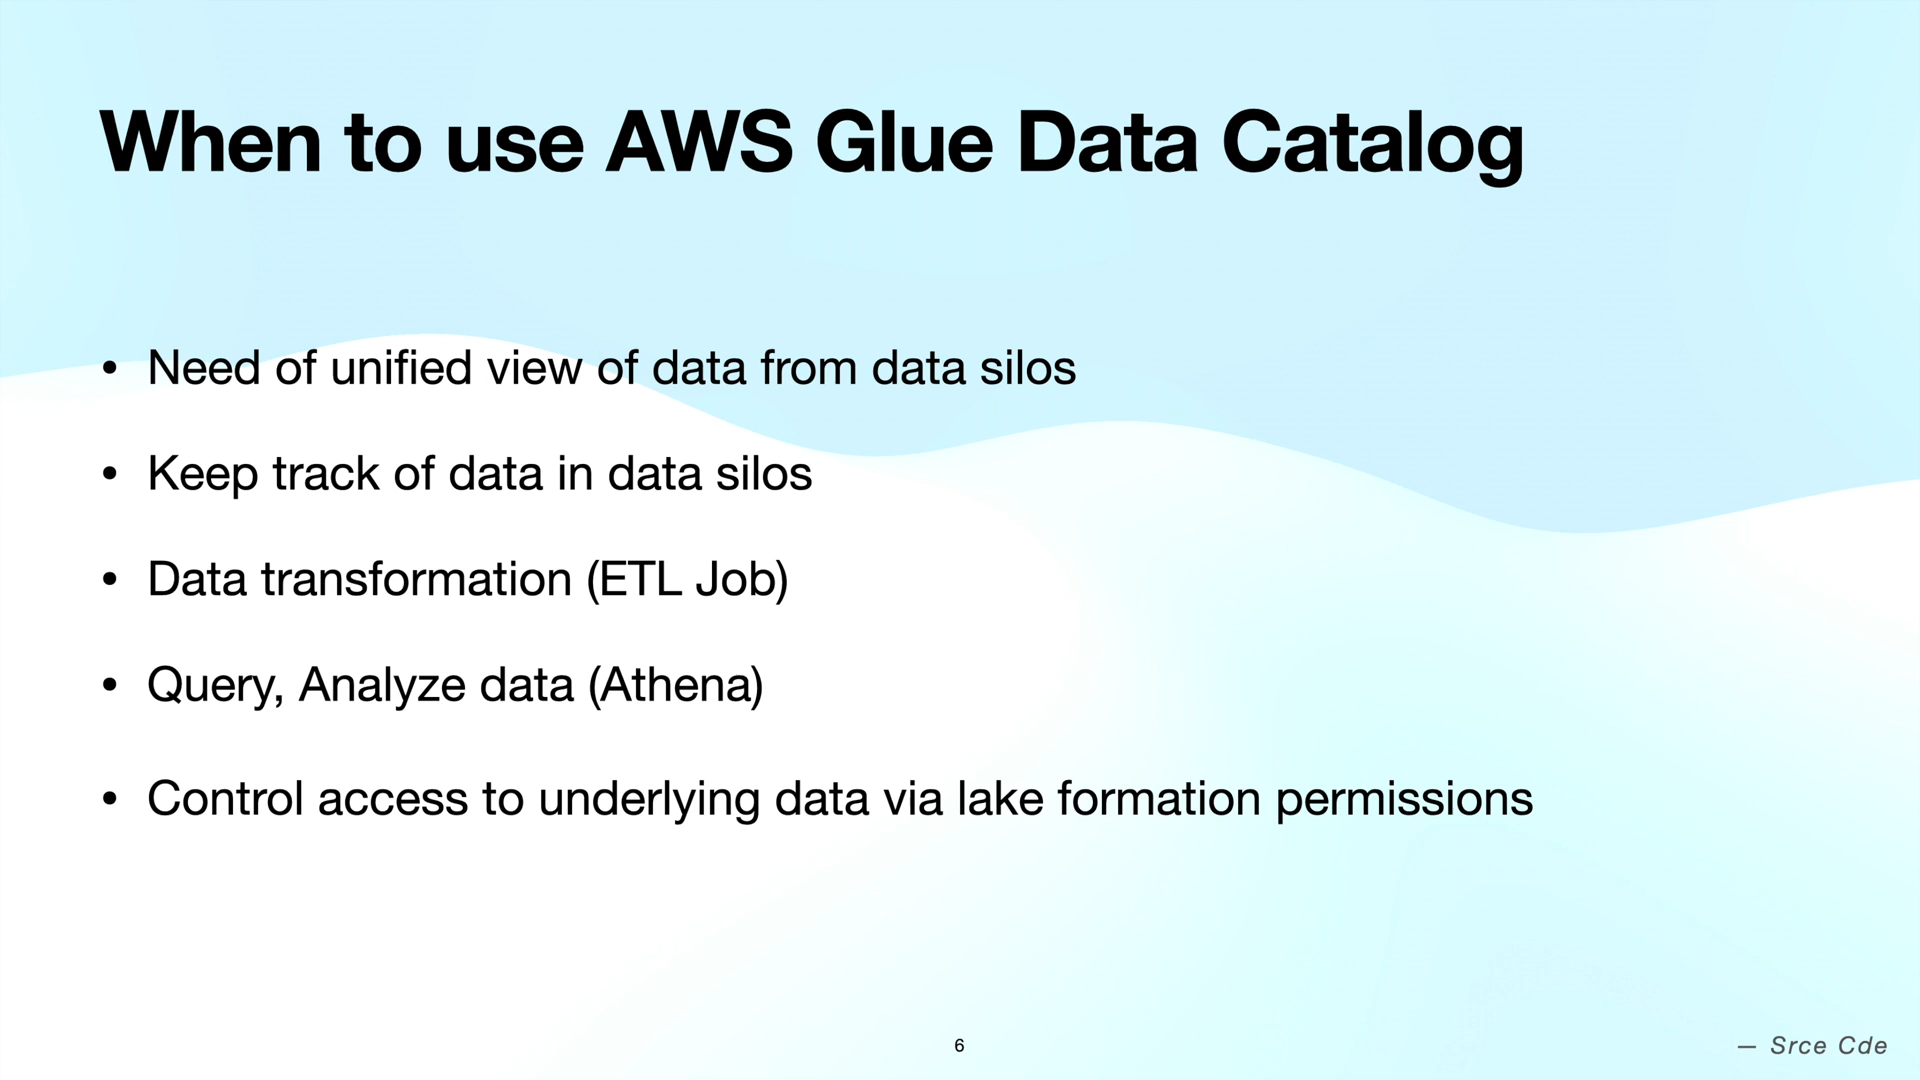 When to use AWS Glue Data Catalog
• Need of unified view of data from data silos
• Keep track of data in data silos
• Data transformation (ETL Job)
• Query, Analyze data (Athena)
• Control access to underlying data via lake formation permissions
6
— Srce Cde